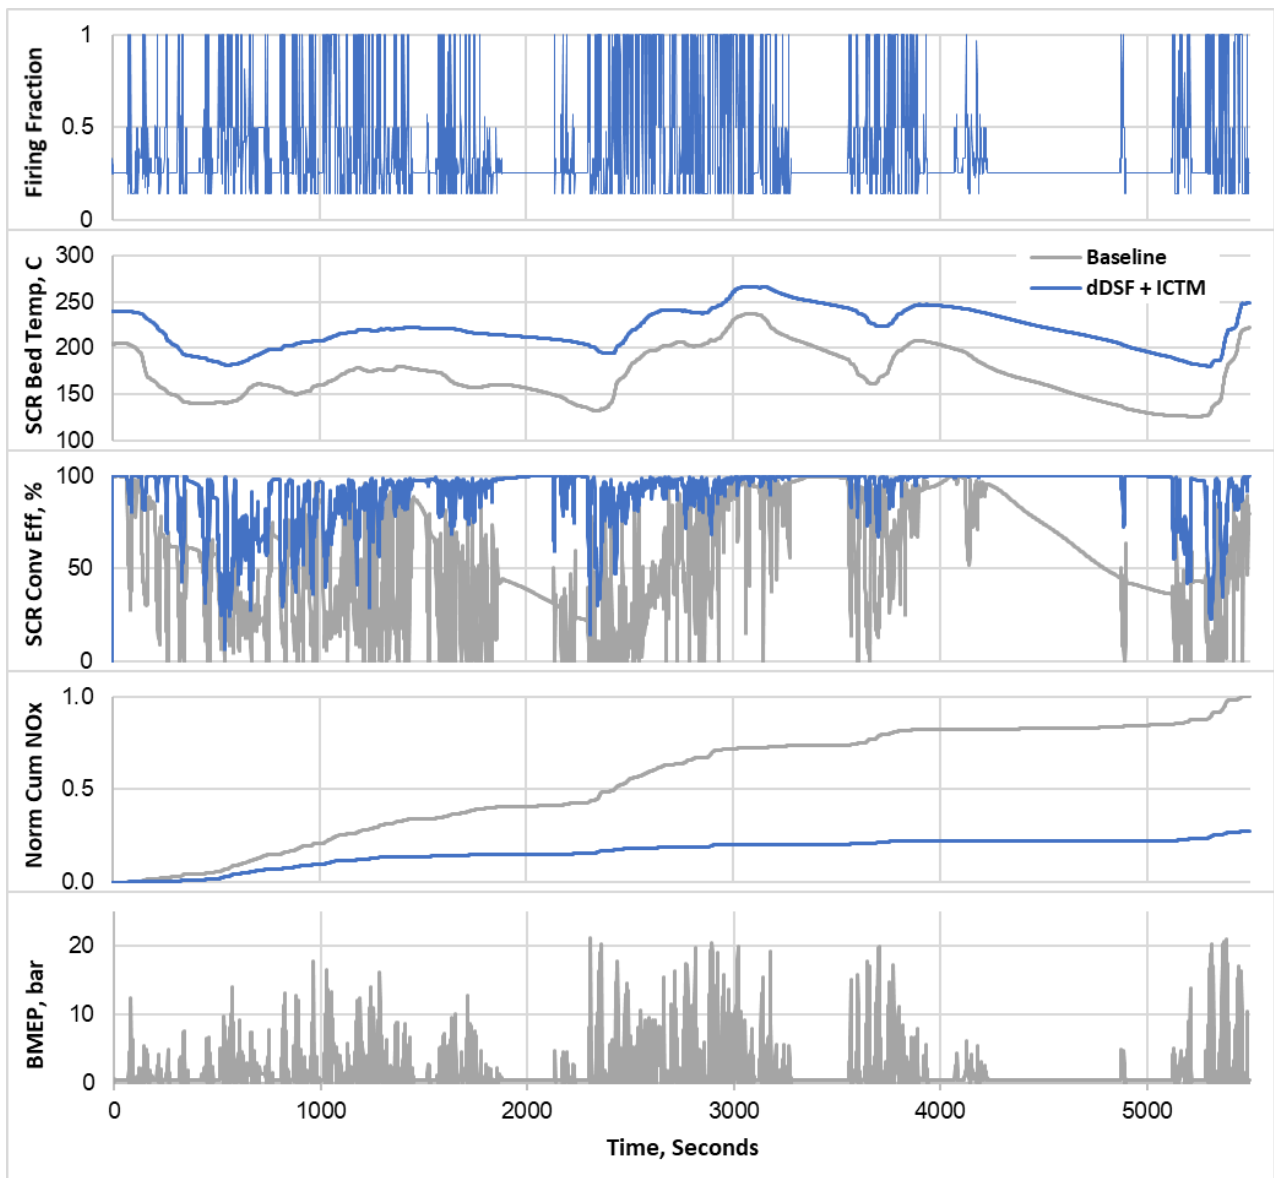 Firing Fraction
1
0.5
0
SCR Bed Temp, C
300
250
200
150
100
Baseline
dDSF + ICTM
SCR Conv Eff, %
100
50
0
Norm Cum NOx
1.0
0.5
0.0
BMEP, bar
20
10
0
0 1000 2000 3000 4000 5000
Time, Seconds